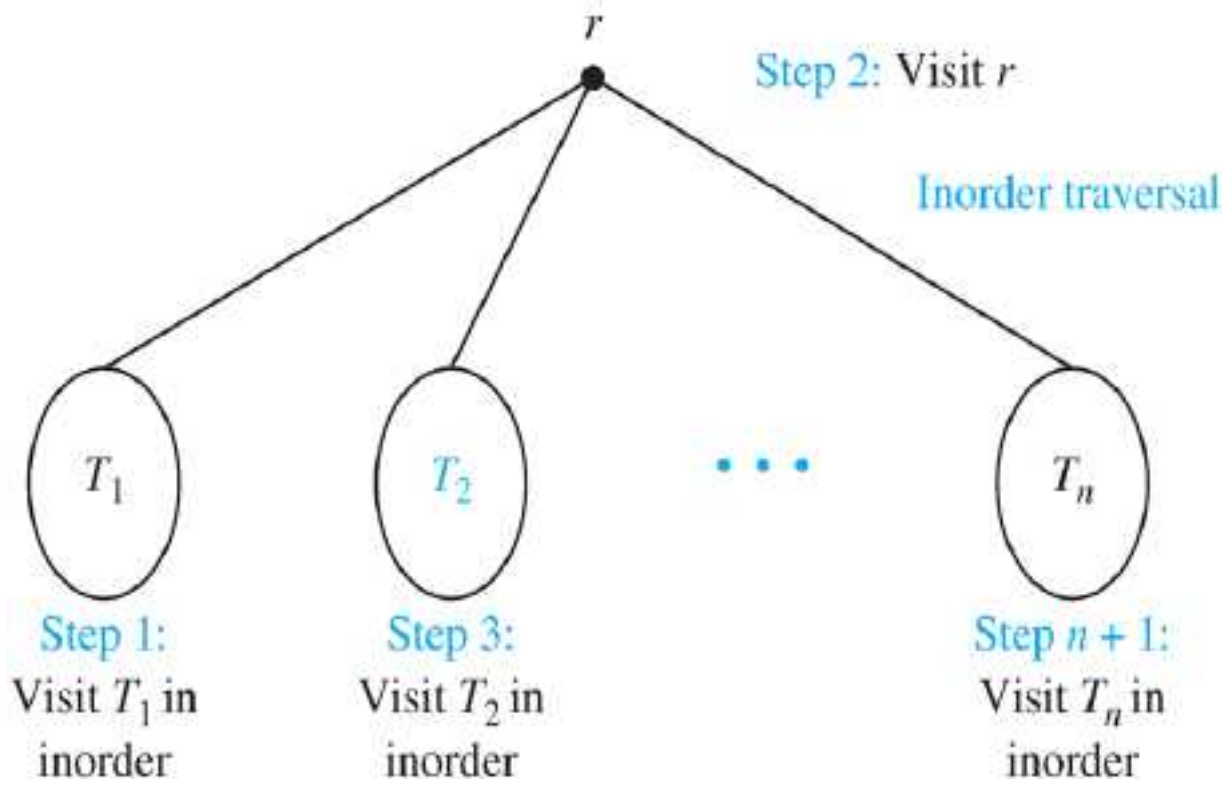 r
Step 2: Visit r
Inorder traversal
T₁
T₂
• • •
Tₙ
Step 1:
Visit T₁ in
inorder
Step 3:
Visit T₂ in
inorder
Step n + 1:
Visit Tₙ in
inorder